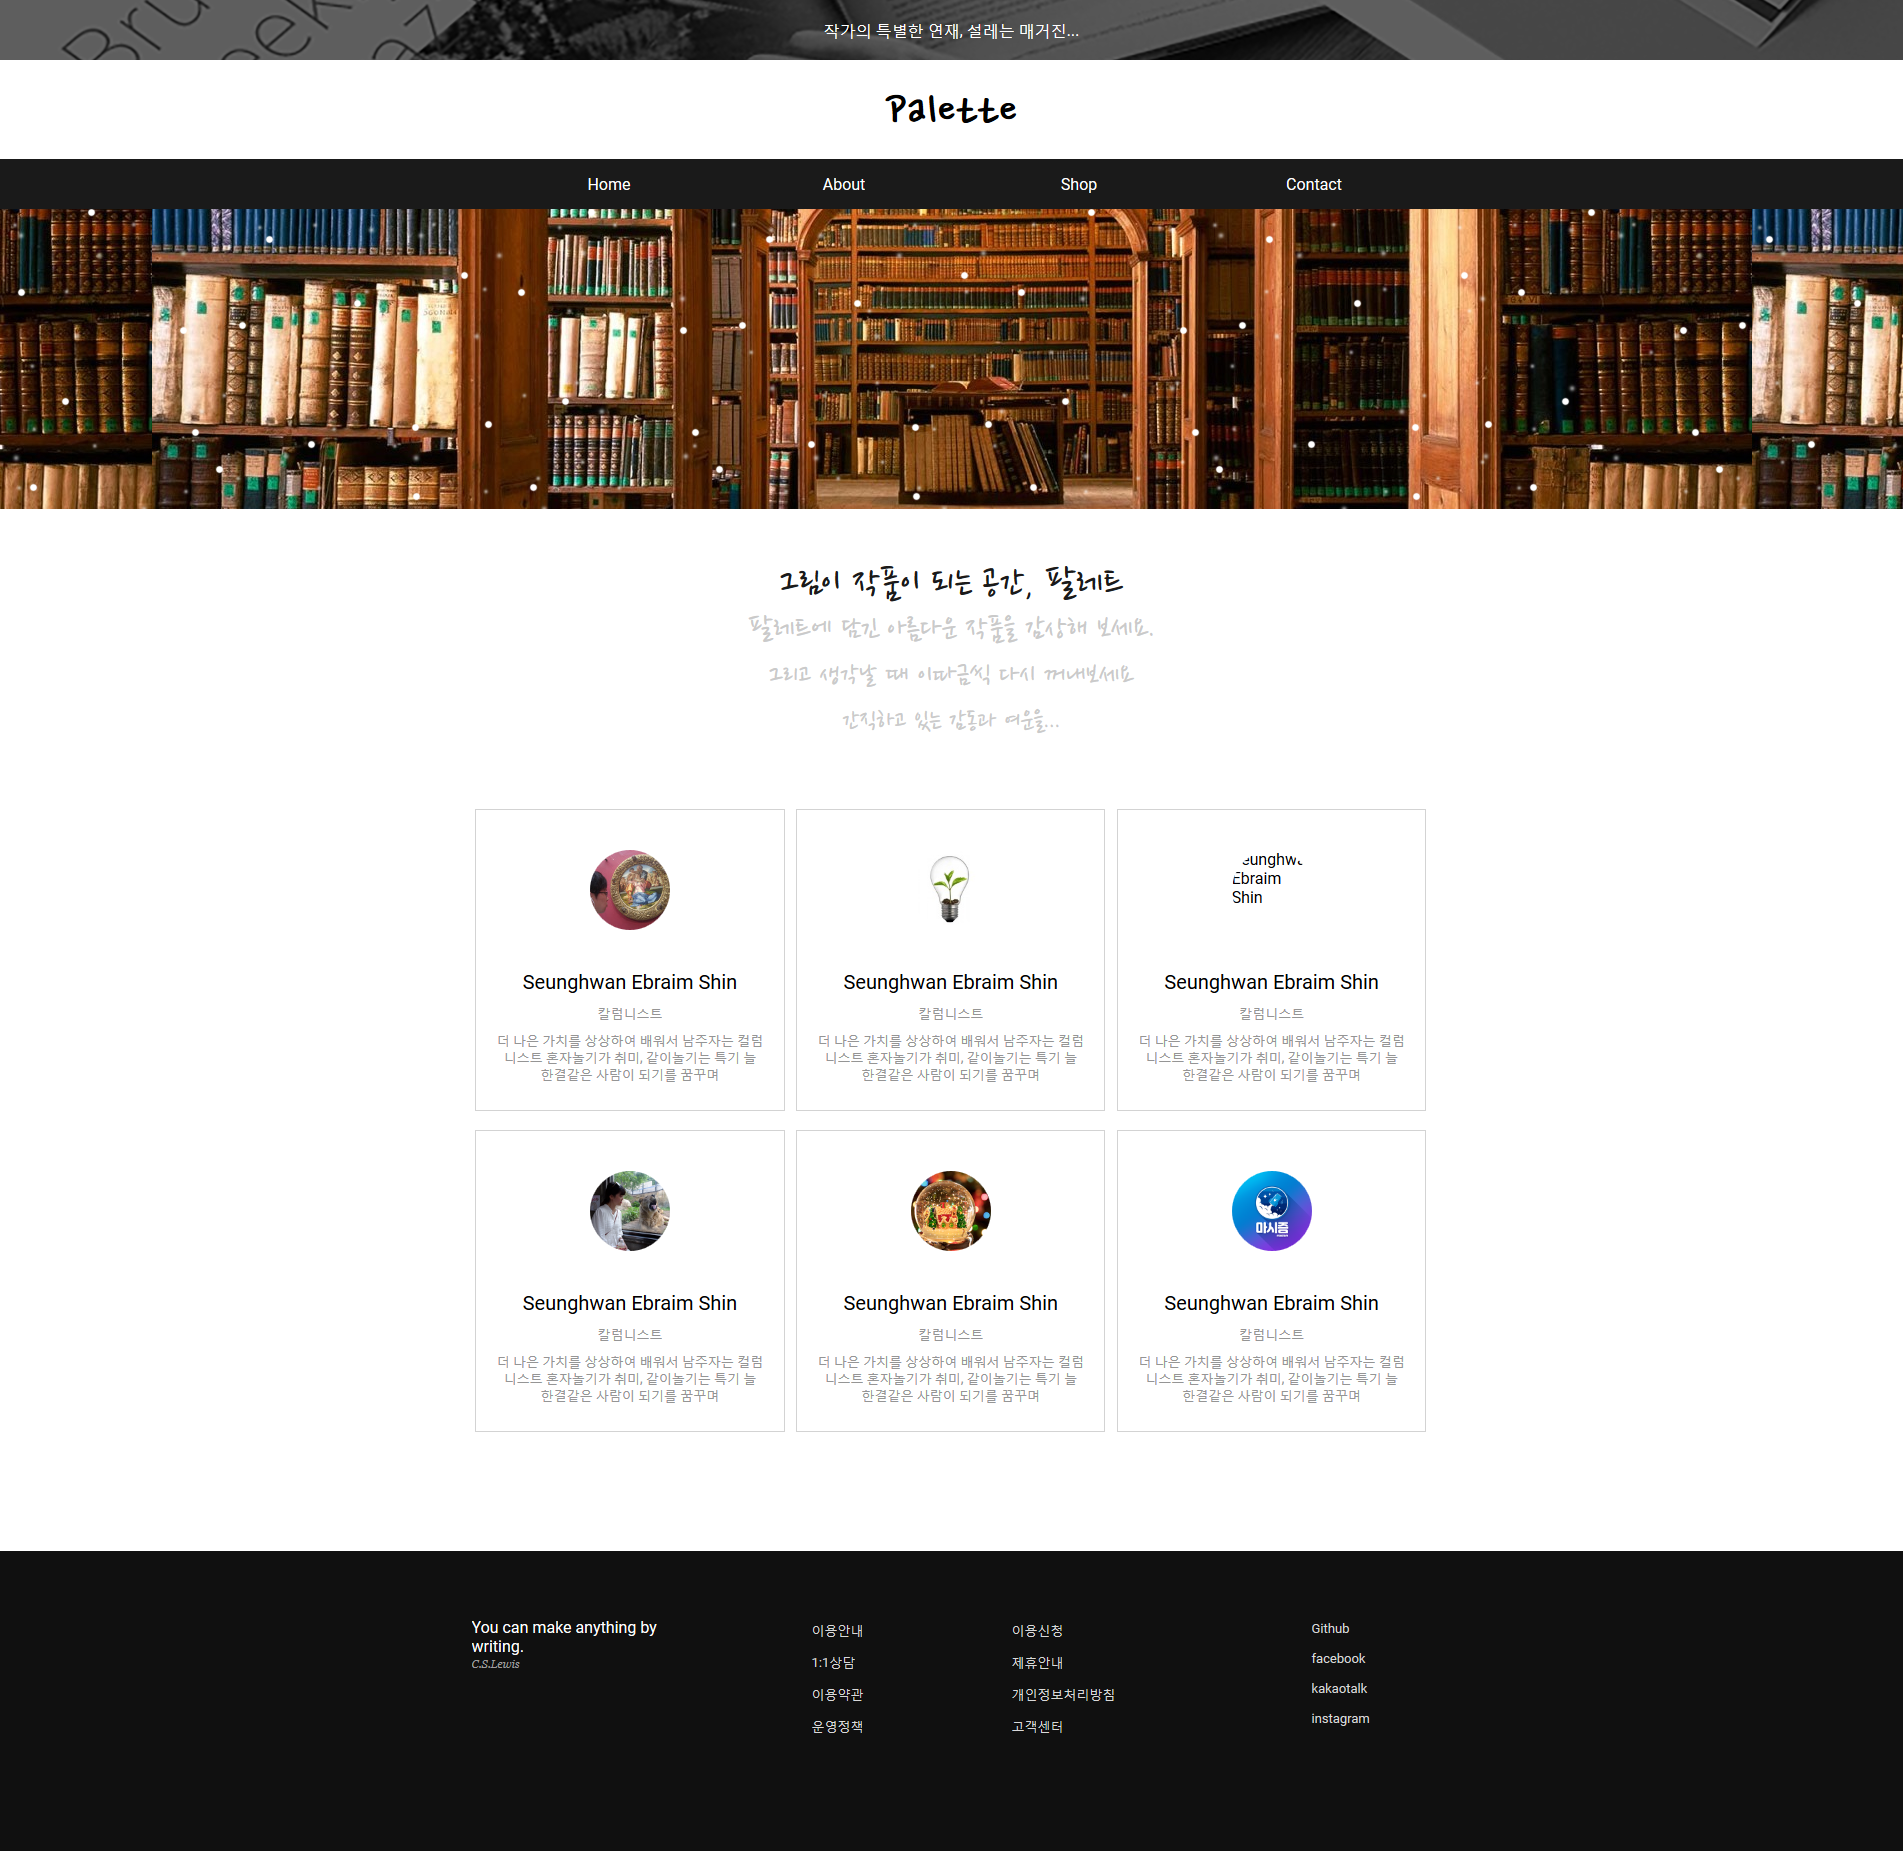 작가의 특별한 연재, 설레는 매거진...
Palette
Home
About
Shop
Contact
그림이 작품이 되는 공간, 팔레트
팔레트에 담긴 아름다운 작품을 감상해 보세요.
그리고 생각날 때 이따금씩 다시 꺼내보세요
간직하고 있는 감동과 여운을...
Seunghwan Ebraim Shin
칼럼니스트
더 나은 가치를 상상하여 배워서 남주자는 컬럼
니스트 혼자놀기가 취미, 같이놀기는 특기 늘
한결같은 사람이 되기를 꿈꾸며
Seunghwan Ebraim Shin
칼럼니스트
더 나은 가치를 상상하여 배워서 남주자는 컬럼
니스트 혼자놀기가 취미, 같이놀기는 특기 늘
한결같은 사람이 되기를 꿈꾸며
Ebraim
Shin
Seunghwan Ebraim Shin
칼럼니스트
더 나은 가치를 상상하여 배워서 남주자는 컬럼
니스트 혼자놀기가 취미, 같이놀기는 특기 늘
한결같은 사람이 되기를 꿈꾸며
Seunghwan Ebraim Shin
칼럼니스트
더 나은 가치를 상상하여 배워서 남주자는 컬럼
니스트 혼자놀기가 취미, 같이놀기는 특기 늘
한결같은 사람이 되기를 꿈꾸며
Seunghwan Ebraim Shin
칼럼니스트
더 나은 가치를 상상하여 배워서 남주자는 컬럼
니스트 혼자놀기가 취미, 같이놀기는 특기 늘
한결같은 사람이 되기를 꿈꾸며
마시즘
Seunghwan Ebraim Shin
칼럼니스트
더 나은 가치를 상상하여 배워서 남주자는 컬럼
니스트 혼자놀기가 취미, 같이놀기는 특기 늘
한결같은 사람이 되기를 꿈꾸며
You can make anything by
writing.
C.S.Lewis
이용안내
1:1상담
이용약관
운영정책
이용신청
제휴안내
개인정보처리방침
고객센터
Github
facebook
kakaotalk
instagram